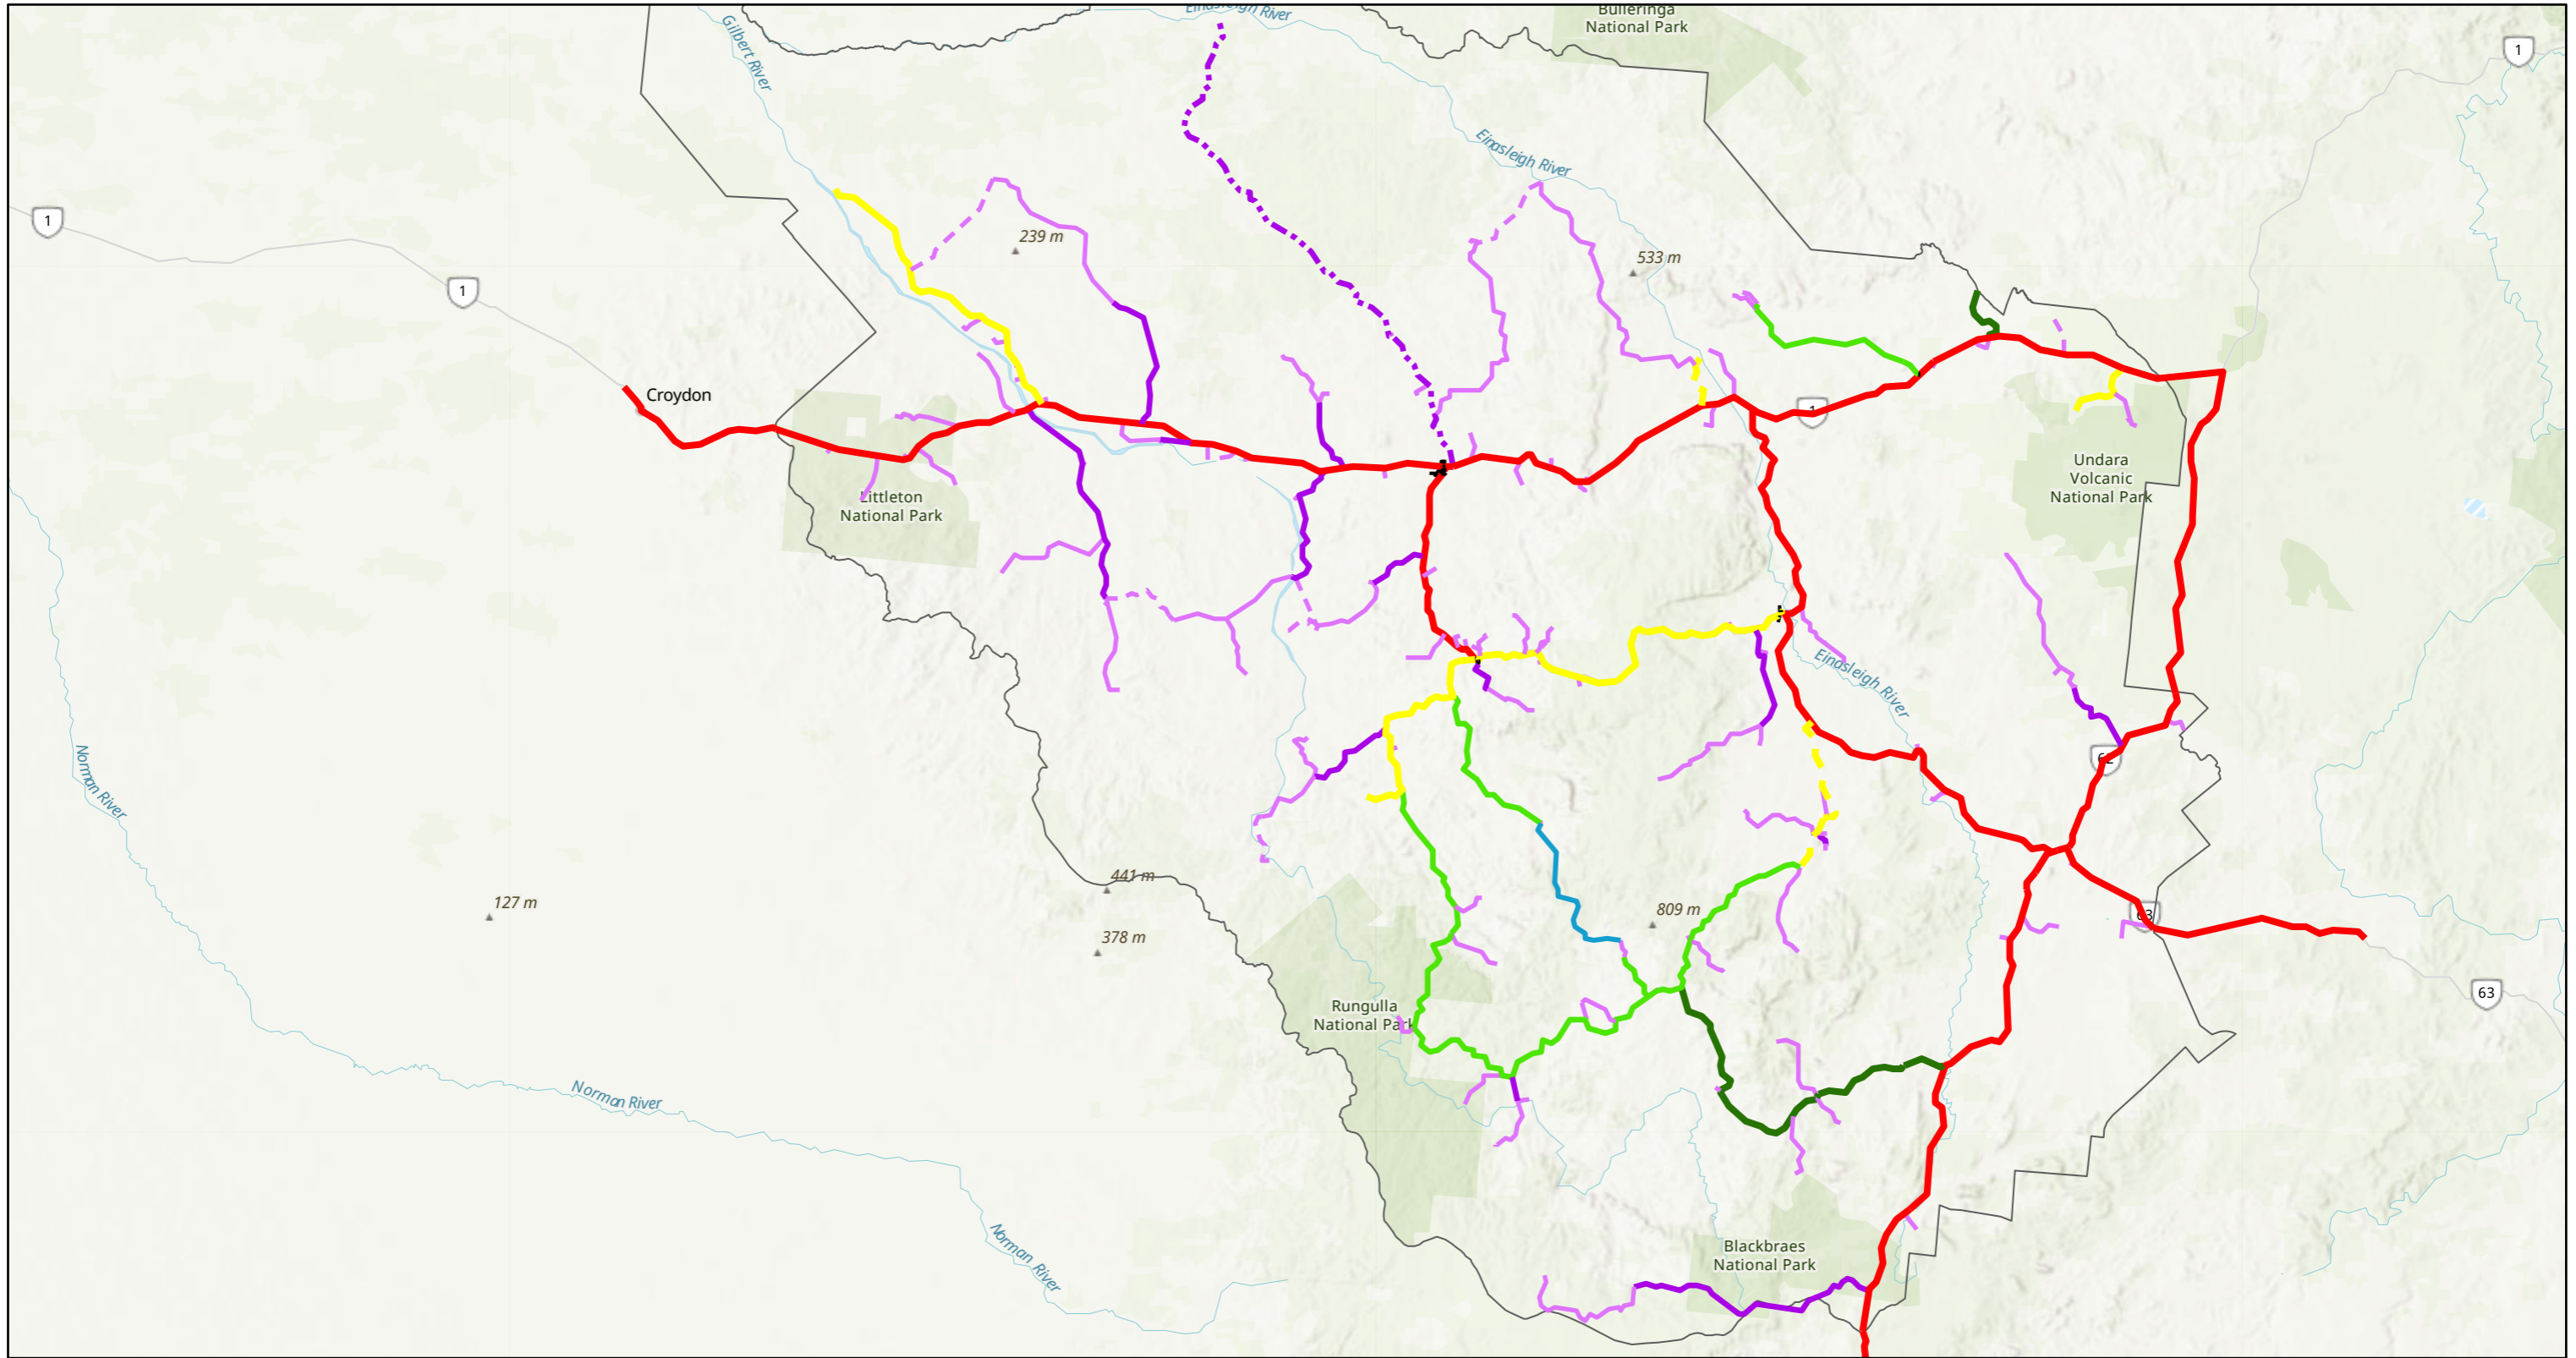 Einasleigh River
Bulleringa
National Park
Gilbert River
1
Einasleigh River
1
239 m
533 m
1
Croydon
1
Undara
Volcanic
National Park
Littleton
National Park
Einasleigh River
Norman River
62
441 m
127 m
809 m
63
378 m
63
Rungulla
National Park
Norman River
Norman River
Blackbraes
National Park